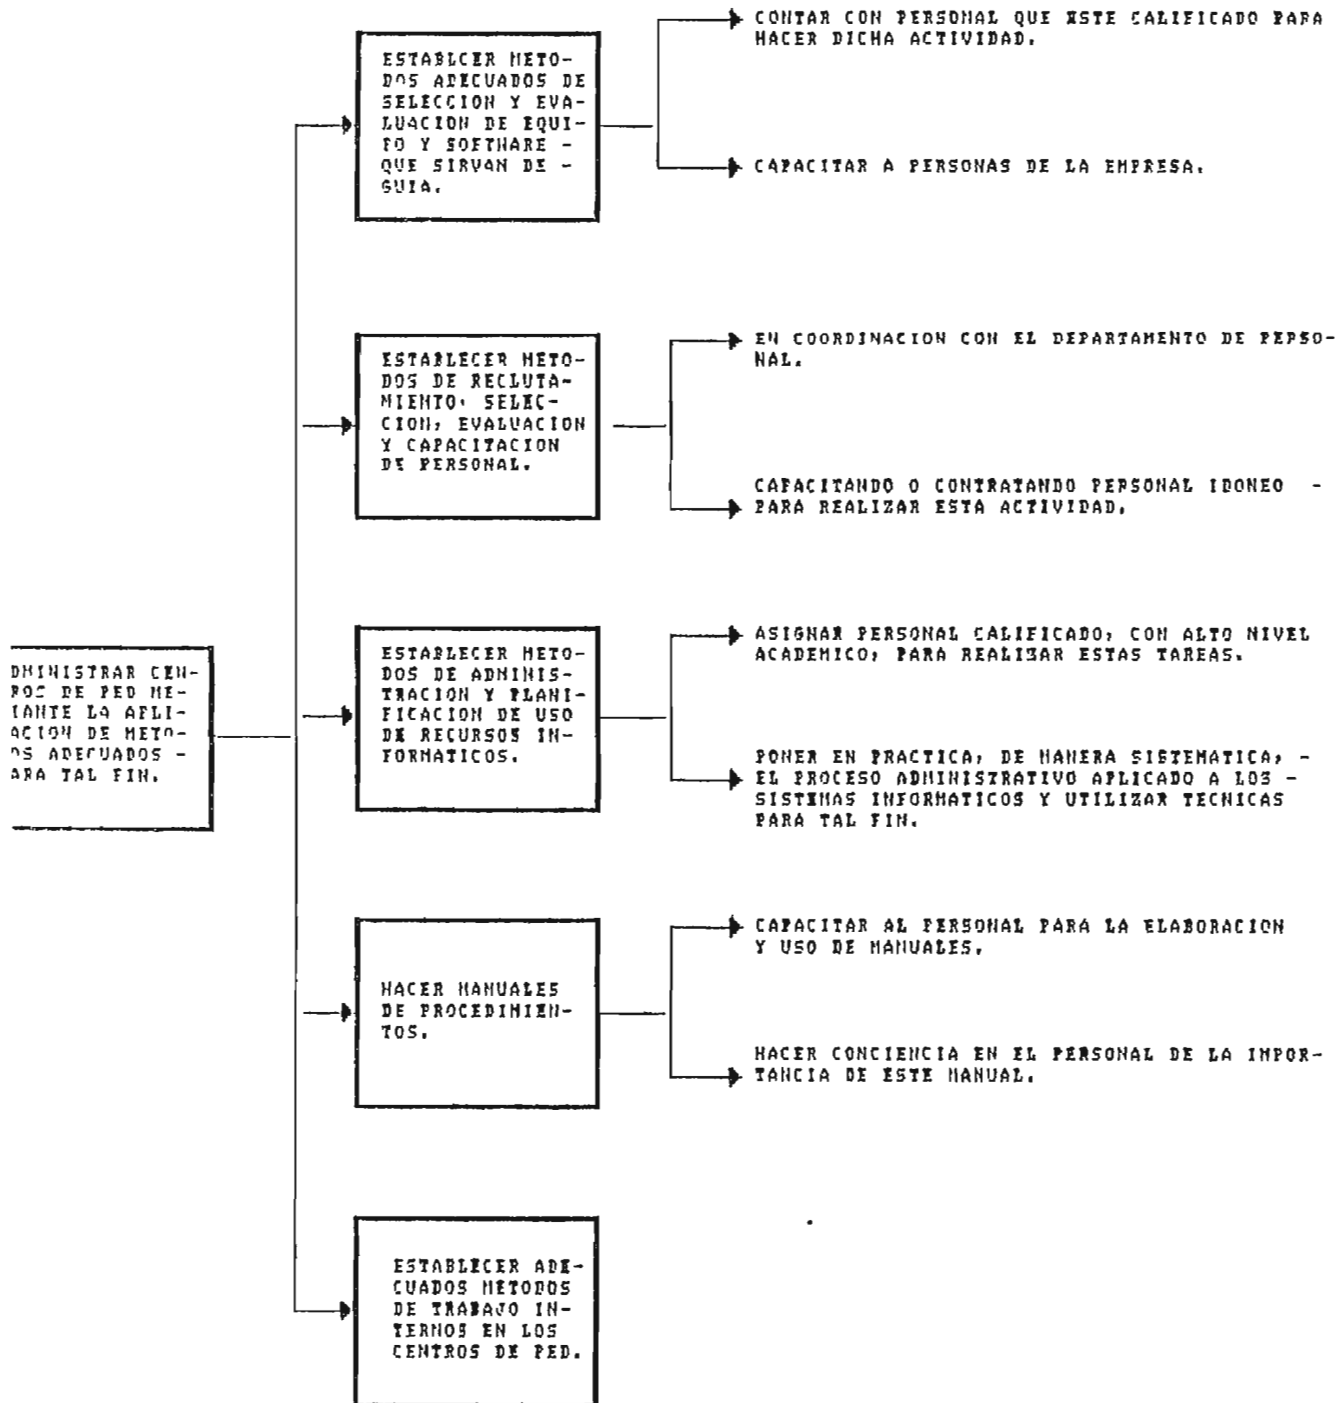 CONTAR CON PERSONAL QUE ESTE CALIFICADO PARA
HACER DICHA ACTIVIDAD.
ESTABLCER METO-
DOS ADECUADOS DE
SELECCION Y EVA-
LUACION DE EQUI-
PO Y SOFTWARE -
QUE SIRVAN DE -
GUIA.
CAPACITAR A PERSONAS DE LA EMPRESA.
EN COORDINACION CON EL DEPARTAMENTO DE PERSO-
NAL.
ESTABLECER METO-
DOS DE RECLUTA-
MIENTO, SELEC-
CION, EVALUACION
Y CAPACITACION
DE PERSONAL.
CAPACITANDO O CONTRATANDO PERSONAL IDONEO -
PARA REALIZAR ESTA ACTIVIDAD.
DMINISTRAR CEN-
ROS DE PED ME-
IANTE LA APLI-
ACION DE METO-
OS ADECUADOS -
ARA TAL FIN.
ESTABLECER METO-
DOS DE ADMINIS-
TRACION Y PLANI-
FICACION DE USO
DE RECURSOS IN-
FORMATICOS.
ASIGNAR PERSONAL CALIFICADO, CON ALTO NIVEL
ACADEMICO, PARA REALIZAR ESTAS TAREAS.
PONER EN PRACTICA, DE MANERA SISTEMATICA, -
EL PROCESO ADMINISTRATIVO APLICADO A LOS -
SISTEMAS INFORMATICOS Y UTILIZAR TECNICAS
PARA TAL FIN.
CAPACITAR AL PERSONAL PARA LA ELABORACION
Y USO DE MANUALES.
HACER MANUALES
DE PROCEDIMIEN-
TOS.
HACER CONCIENCIA EN EL PERSONAL DE LA IMPOR-
TANCIA DE ESTE MANUAL.
ESTABLECER ADE-
CUADOS METODOS
DE TRABAJO IN-
TERNOS EN LOS
CENTROS DE PED.